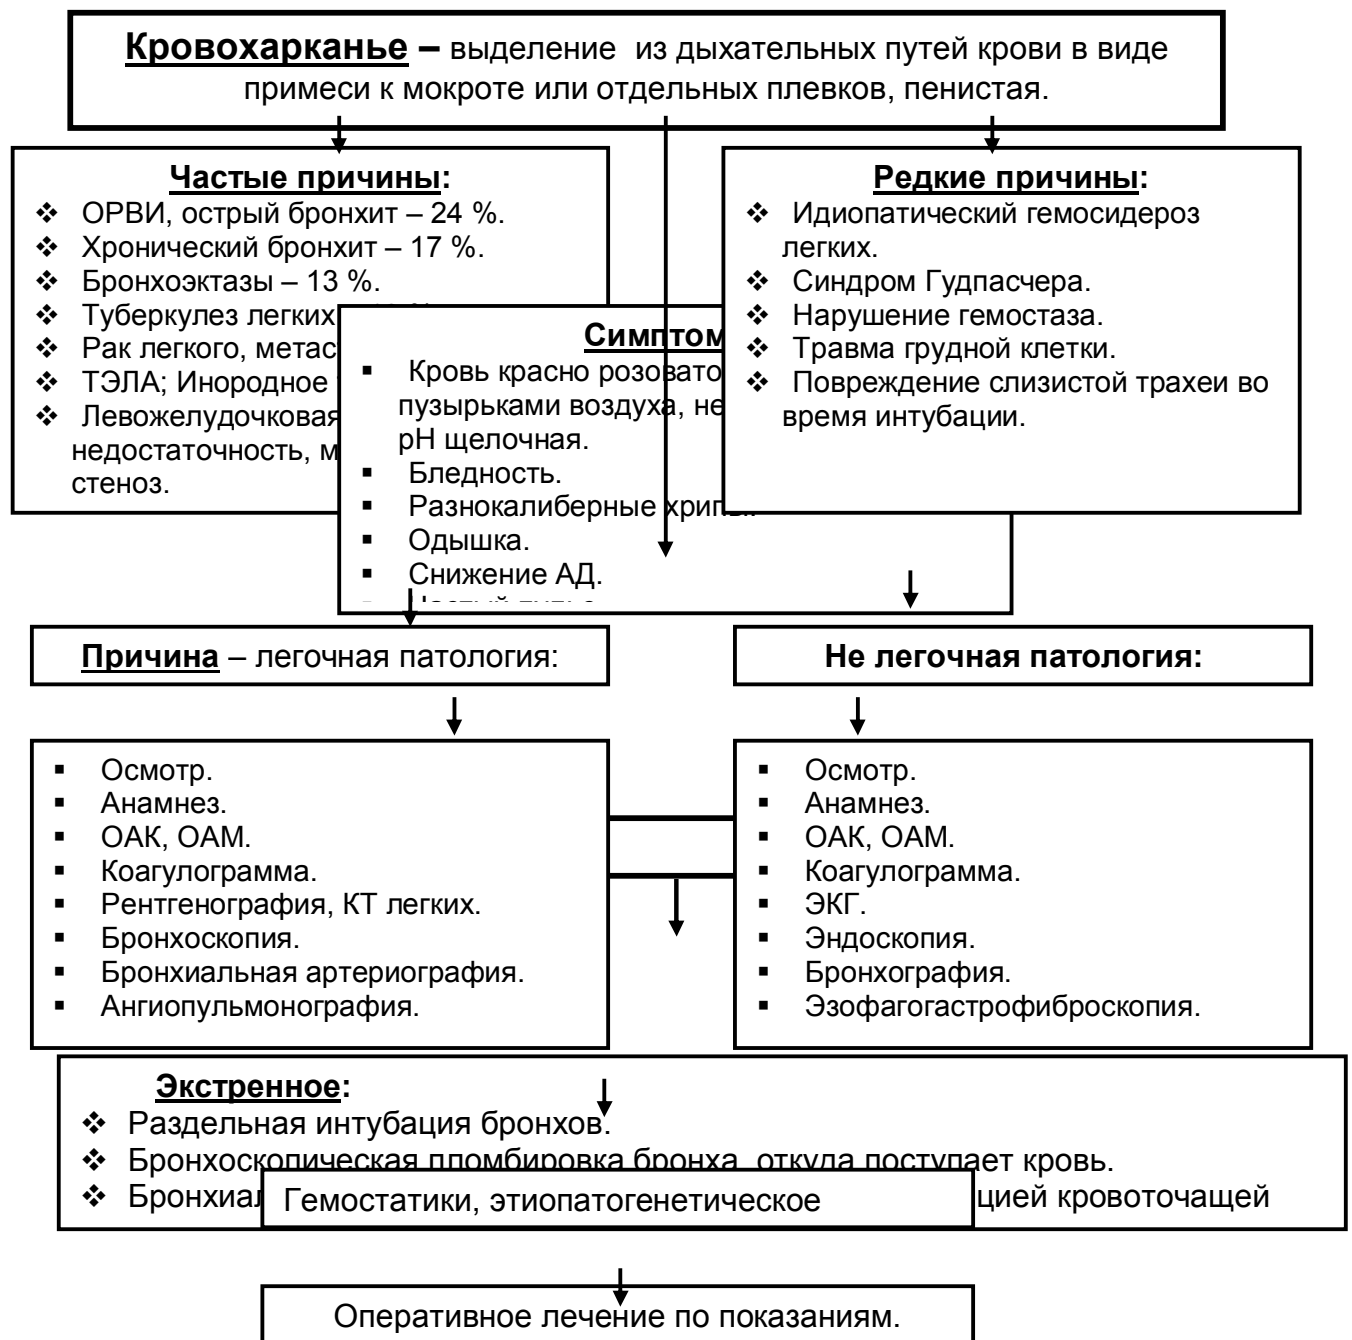 Кровохарканье – выделение из дыхательных путей крови в виде
примеси к мокроте или отдельных плевков, пенистая.
Частые причины:
❖ ОРВИ, острый бронхит – 24 %.
❖ Хронический бронхит – 17 %.
❖ Бронхоэктазы – 13 %.
❖ Туберкулез легких
❖ Рак легкого,
❖ ТЭЛА; Инородное
❖ Левожелудочковая
недостаточность,
стеноз.
Редкие причины:
❖ Идиопатический гемосидероз
легких.
❖ Синдром Гудпасчера.
❖ Нарушение гемостаза.
❖ Травма грудной клетки.
❖ Повреждение слизистой трахеи во
время интубации.
Симптом
▪ Кровь красно
пузырьками воздуха,
pH щелочная.
▪ Бледность.
▪ Разнокалиберные хрипы.
▪ Одышка.
▪ Снижение АД.
Причина – легочная патология:
Не легочная патология:
▪ Осмотр.
▪ Анамнез.
▪ ОАК, ОАМ.
▪ Коагулограмма.
▪ Рентгенография, КТ легких.
▪ Бронхоскопия.
▪ Бронхиальная артериография.
▪ Ангиопульмонография.
▪ Осмотр.
▪ Анамнез.
▪ ОАК, ОАМ.
▪ Коагулограмма.
▪ ЭКГ.
▪ Эндоскопия.
▪ Бронхография.
▪ Эзофагогастрофиброскопия.
Экстренное:
❖ Раздельная интубация бронхов.
❖ Бронхоскопическая пломбировка бронха, откуда поступает кровь.
❖ кровоточащей
Гемостатики, этиопатогенетическое
Оперативное лечение по показаниям.